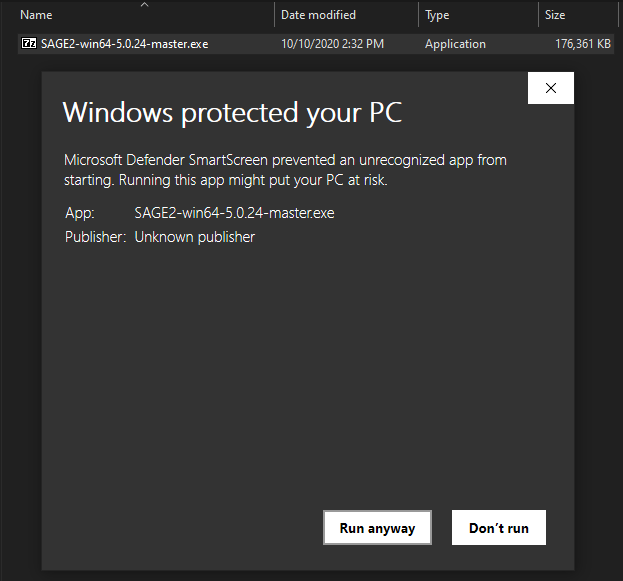 Name Date modified Type Size
SAGE2-win64-5.0.24-master.exe 10/10/2020 2:32 PM Application 176,361 KB
Windows protected your PC
Microsoft Defender SmartScreen prevented an unrecognized app from
starting. Running this app might put your PC at risk.
App: SAGE2-win64-5.0.24-master.exe
Publisher: Unknown publisher
Run anyway Don't run